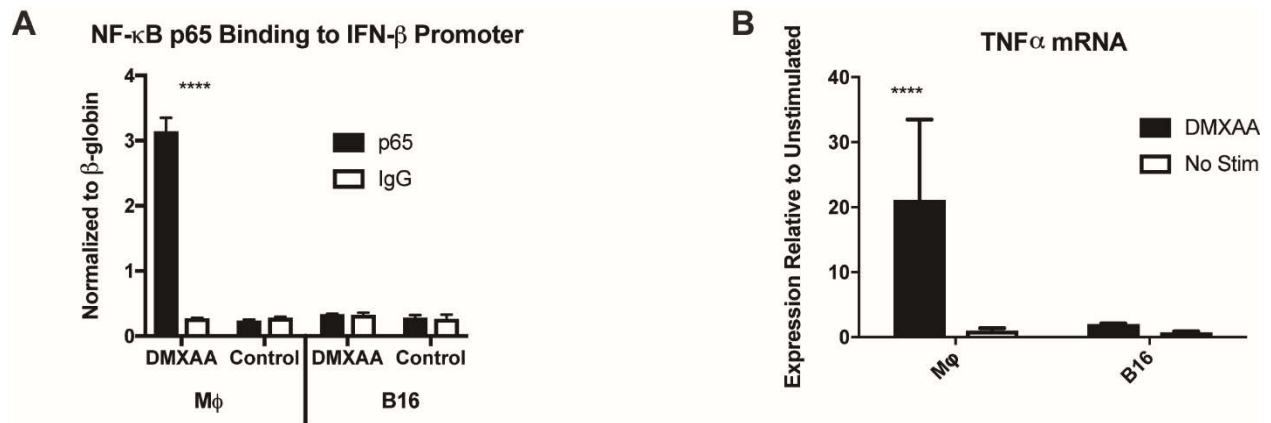 A
NF-κB p65 Binding to IFN-β Promoter
Normalized to β-globin
4
3
2
1
0
****
p65
IgG
DMXAA Control DMXAA Control
Mϕ B16
B
TNFα mRNA
Expression Relative to Unstimulated
40
30
20
10
0
****
DMXAA
No Stim
Mφ
B16